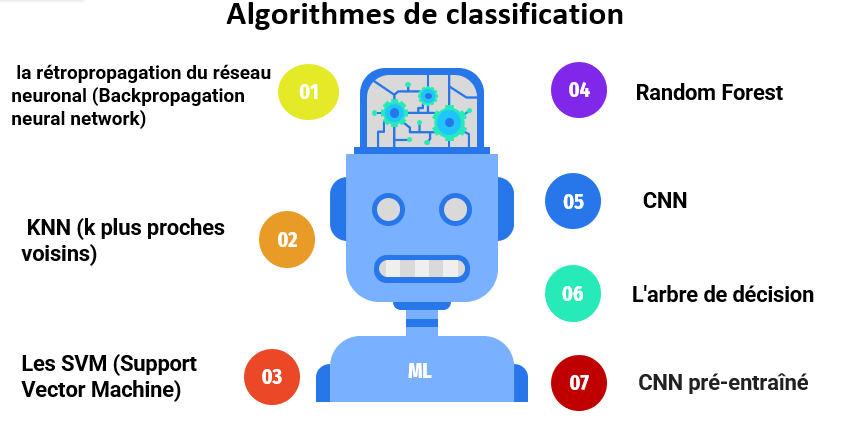 Algorithmes de classification
la rétropropagation du réseau
neuronal (Backpropagation
neural network)
01
KNN (k plus proches
voisins)
02
Les SVM (Support
Vector Machine)
03
ML
04
Random Forest
05
CNN
06
L'arbre de décision
07
CNN pré-entraîné